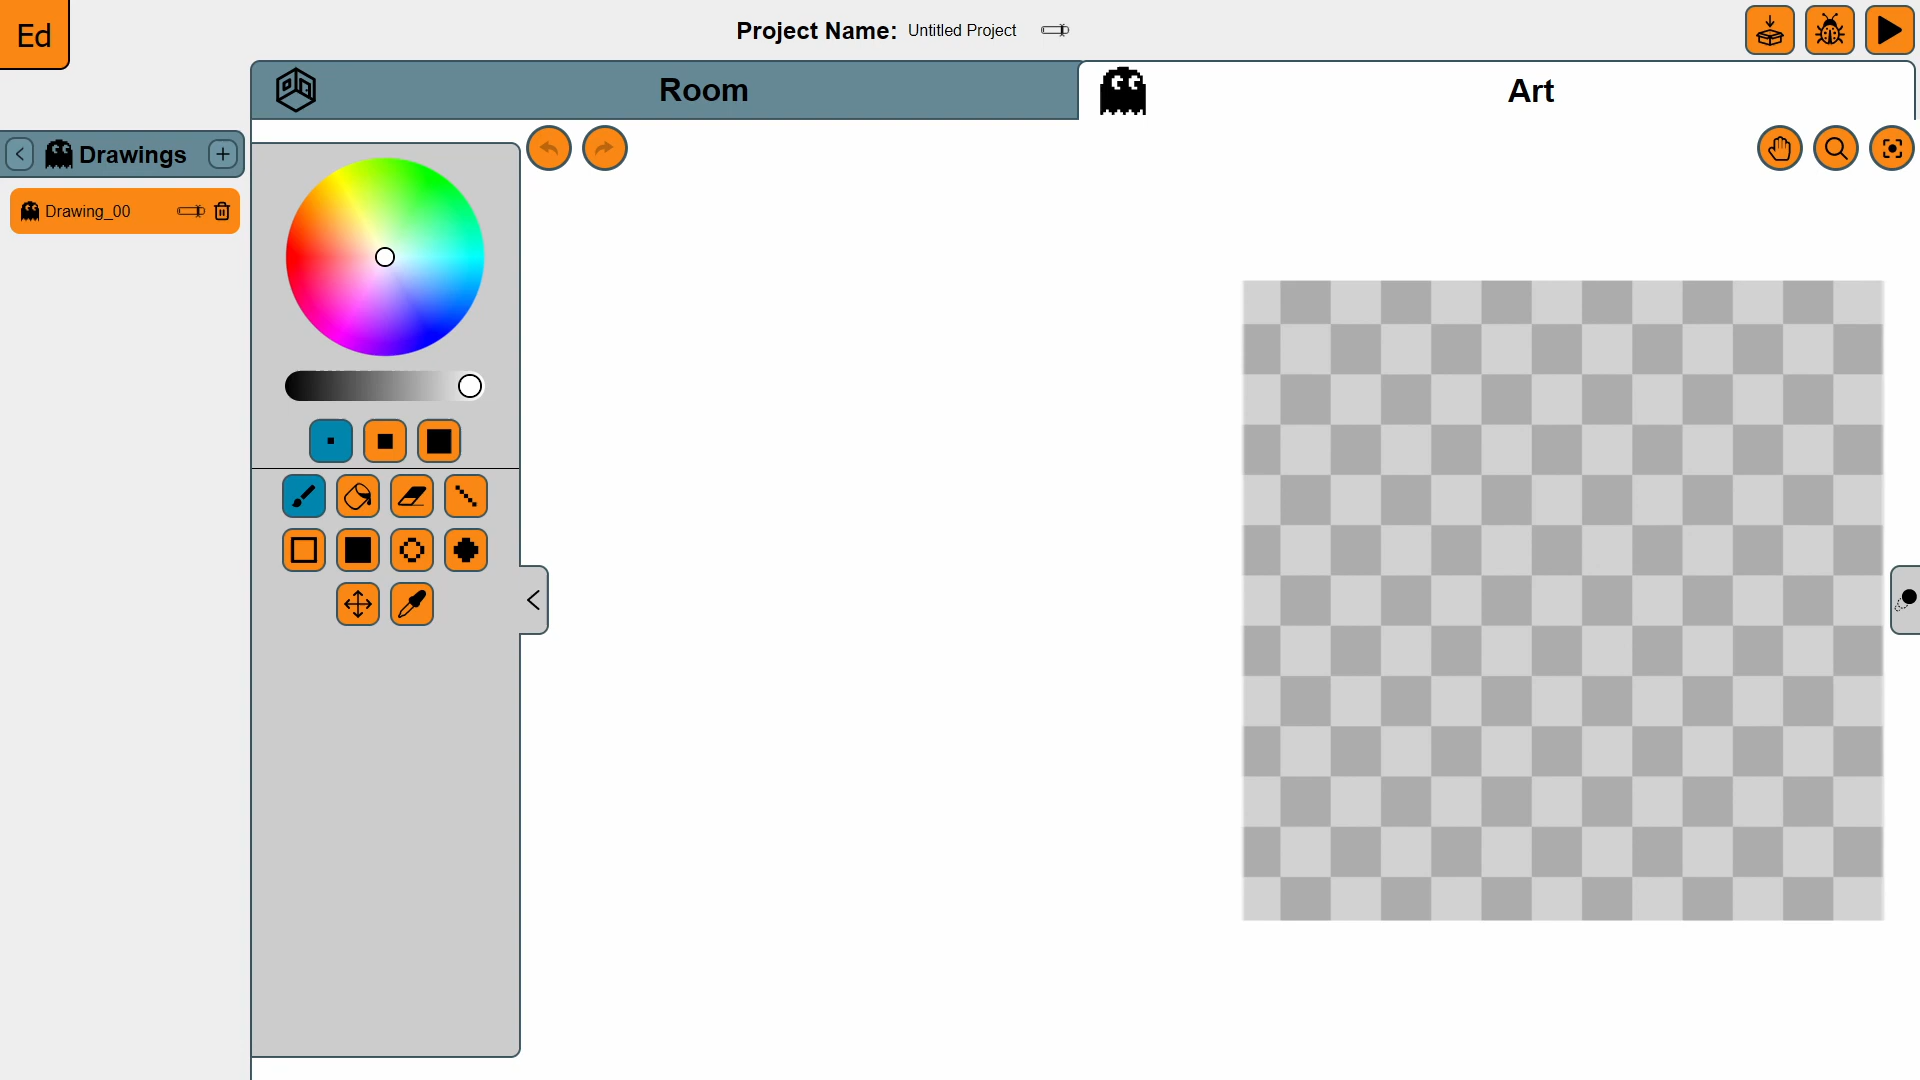 Ed
Project Name: Untitled Project
Room
Art
Drawings
Drawing_00